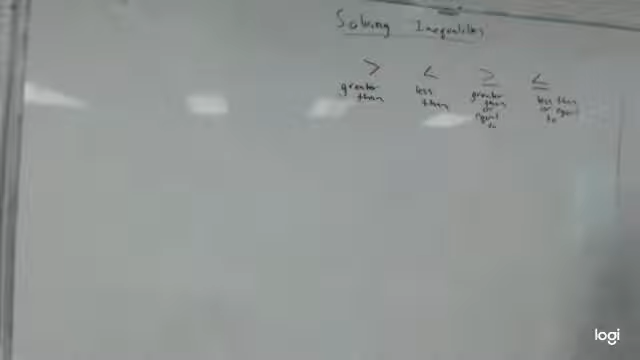 Solving Inequalities
> < ≥ ≤
greater than
less than
greater than or equal to
less than or equal to
logi